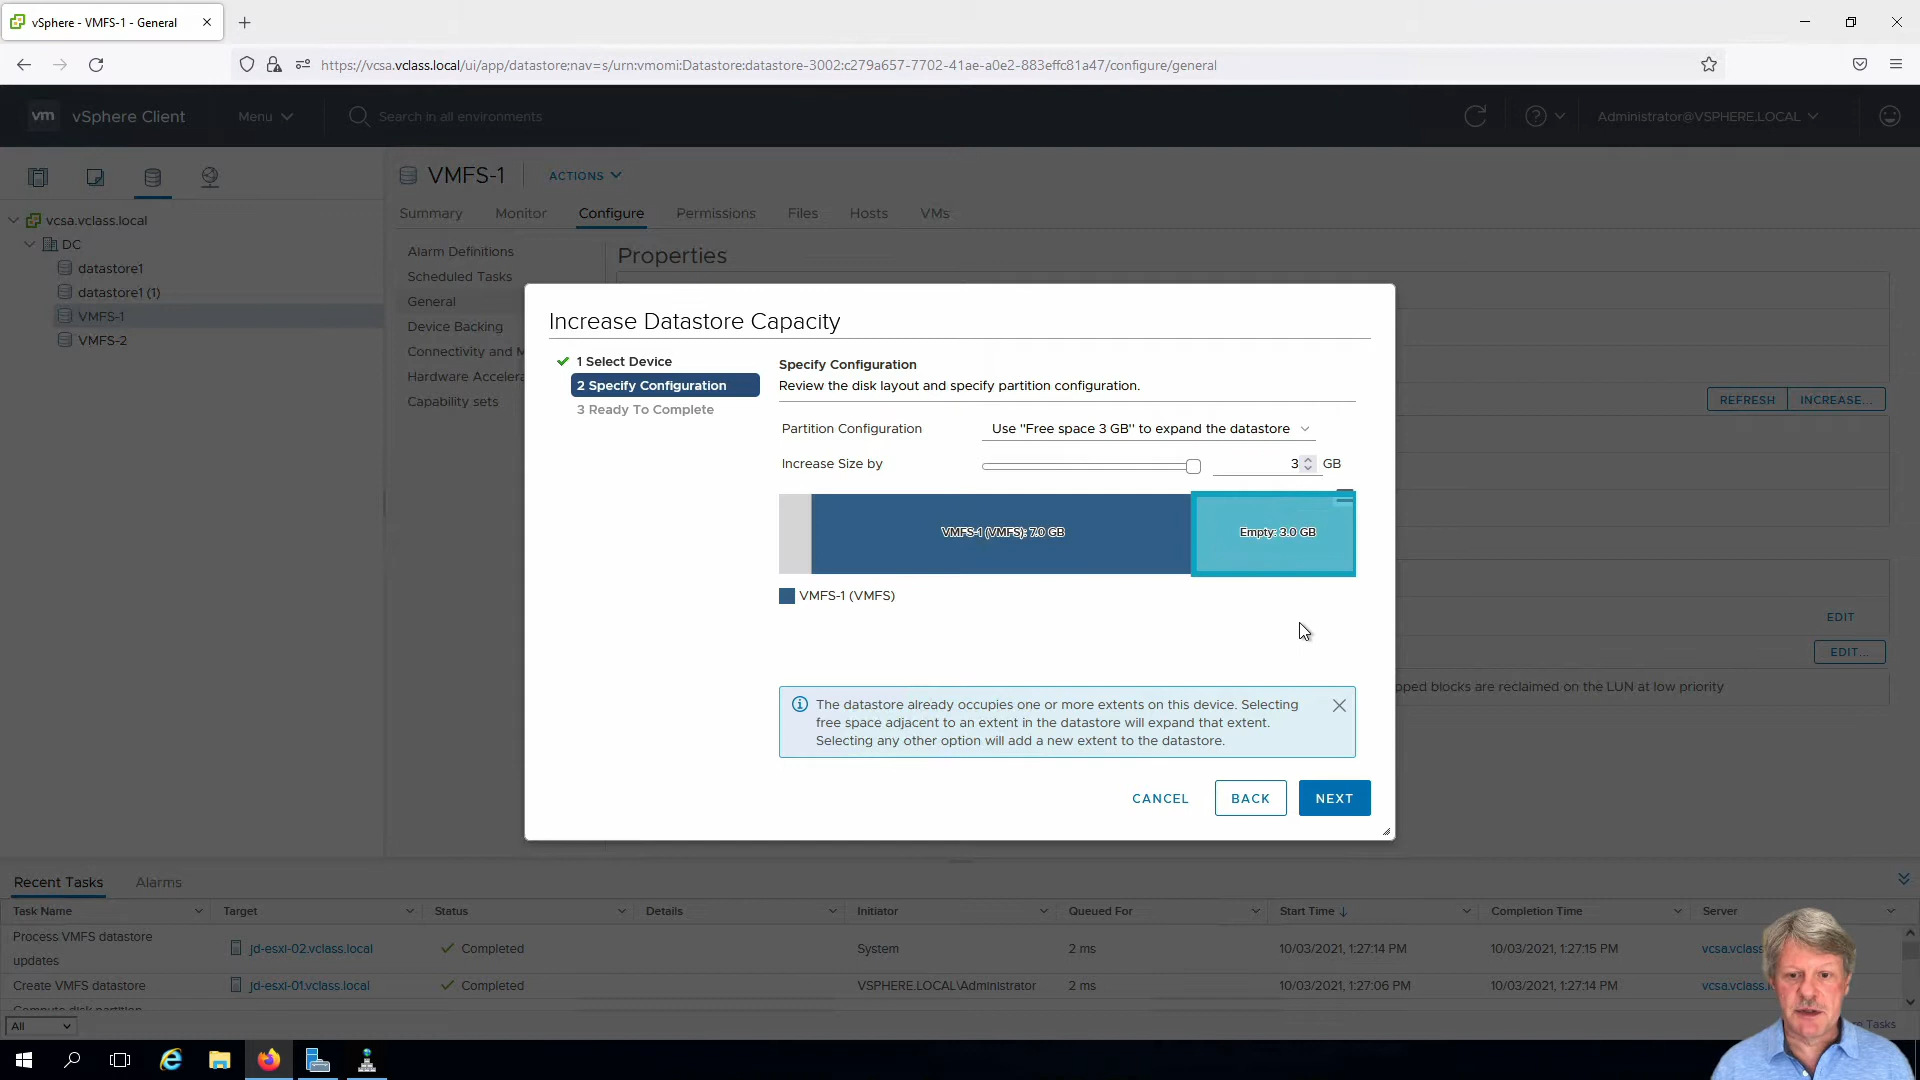 vSphere - VMFS-1 - General
https://vcsa.vclass.local/ui/app/datastore;nav=s/urn:vmomi:Datastore:datastore-3002:c279a657-7702-41ae-a0e2-883effc81a47/configure/general
vm vSphere Client
Menu
Search in all environments
Administrator@VSPHERE.LOCAL
vcsa.vclass.local
DC
datastore1
datastore1 (1)
VMFS-1
VMFS-2
VMFS-1
ACTIONS
Summary Monitor Configure Permissions Files Hosts VMs
Alarm Definitions
Scheduled Tasks
General
Device Backing
Connectivity and M
Hardware Accelera
Capability sets
Properties
REFRESH INCREASE...
EDIT
EDIT...
pped blocks are reclaimed on the LUN at low priority
Increase Datastore Capacity
1 Select Device
2 Specify Configuration
3 Ready To Complete
Specify Configuration
Review the disk layout and specify partition configuration.
Partition Configuration
Use "Free space 3 GB" to expand the datastore
Increase Size by
3 GB
VMFS-1 (VMFS): 7.0 GB
Empty: 3.0 GB
VMFS-1 (VMFS)
The datastore already occupies one or more extents on this device. Selecting
free space adjacent to an extent in the datastore will expand that extent.
Selecting any other option will add a new extent to the datastore.
CANCEL BACK NEXT
Recent Tasks Alarms
Task Name Target Status Details Initiator Queued For Start Time ↓ Completion Time Server
Process VMFS datastore
updates
jd-esxi-02.vclass.local Completed System 2 ms 10/03/2021, 1:27:14 PM 10/03/2021, 1:27:15 PM vcsa.vclass
Create VMFS datastore jd-esxi-01.vclass.local Completed VSPHERE.LOCAL\Administrator 2 ms 10/03/2021, 1:27:06 PM 10/03/2021, 1:27:14 PM vcsa.vclass.l
Compute disk partition
All
Tasks